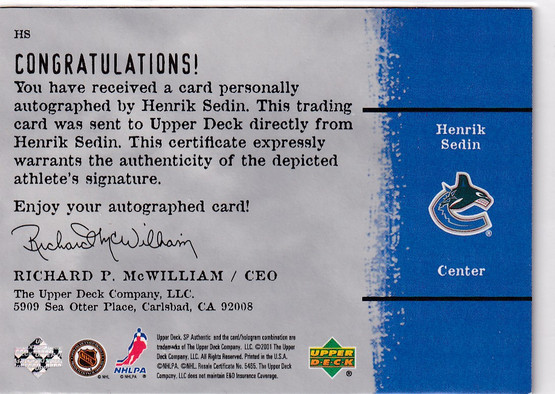 HS
CONGRATULATIONS!
You have received a card personally
autographed by Henrik Sedin. This trading
card was sent to Upper Deck directly from
Henrik Sedin. This certificate expressly
warrants the authenticity of the depicted
athlete's signature.
Enjoy your autographed card!
Richard P. McWilliam
RICHARD P. McWILLIAM / CEO
The Upper Deck Company, LLC.
5909 Sea Otter Place, Carlsbad, CA 92008
Henrik
Sedin
Center
NHLPA
©NHL
©NHLPA
Upper Deck, SP Authentic and the card/hologram combination are
trademarks of The Upper Deck Company, LLC. ©2001 The Upper
Deck Company, LLC. All Rights Reserved. Printed in the U.S.A.
©NHLPA. ©NHL. Resale Certificate No. 5405. The Upper Deck
Company, LLC does not maintain E&O Insurance Coverage.
UPPER
DECK